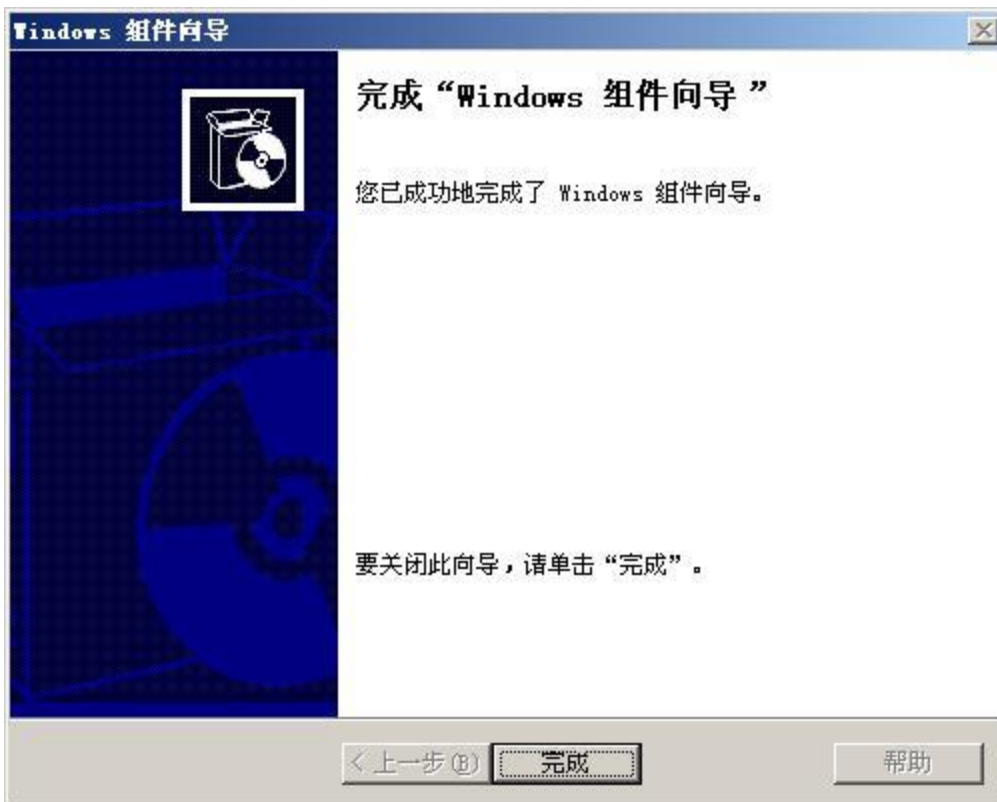 Windows 组件向导
完成“Windows 组件向导”
您已成功地完成了 Windows 组件向导。
要关闭此向导，请单击“完成”。
<上一步(B)
完成
帮助